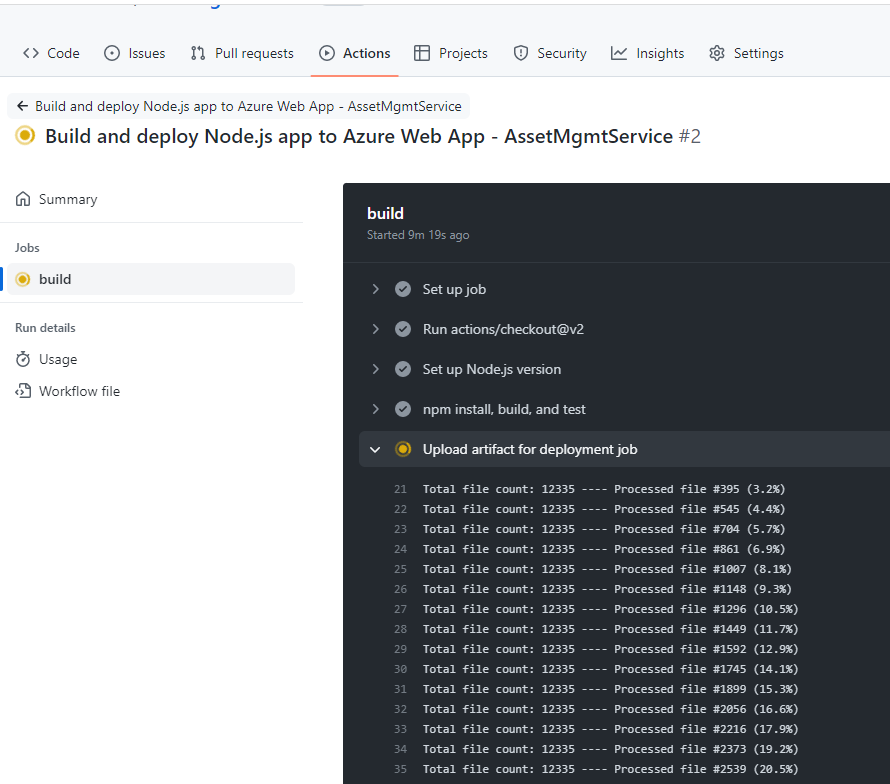 Code Issues Pull requests Actions Projects Security Insights Settings
Build and deploy Node.js app to Azure Web App - AssetMgmtService
Build and deploy Node.js app to Azure Web App - AssetMgmtService #2
Summary
Jobs
build
Run details
Usage
Workflow file
build
Started 9m 19s ago
Set up job
Run actions/checkout@v2
Set up Node.js version
npm install, build, and test
Upload artifact for deployment job
21 Total file count: 12335 ---- Processed file #395 (3.2%)
22 Total file count: 12335 ---- Processed file #545 (4.4%)
23 Total file count: 12335 ---- Processed file #704 (5.7%)
24 Total file count: 12335 ---- Processed file #861 (6.9%)
25 Total file count: 12335 ---- Processed file #1007 (8.1%)
26 Total file count: 12335 ---- Processed file #1148 (9.3%)
27 Total file count: 12335 ---- Processed file #1296 (10.5%)
28 Total file count: 12335 ---- Processed file #1449 (11.7%)
29 Total file count: 12335 ---- Processed file #1592 (12.9%)
30 Total file count: 12335 ---- Processed file #1745 (14.1%)
31 Total file count: 12335 ---- Processed file #1899 (15.3%)
32 Total file count: 12335 ---- Processed file #2056 (16.6%)
33 Total file count: 12335 ---- Processed file #2216 (17.9%)
34 Total file count: 12335 ---- Processed file #2373 (19.2%)
35 Total file count: 12335 ---- Processed file #2539 (20.5%)